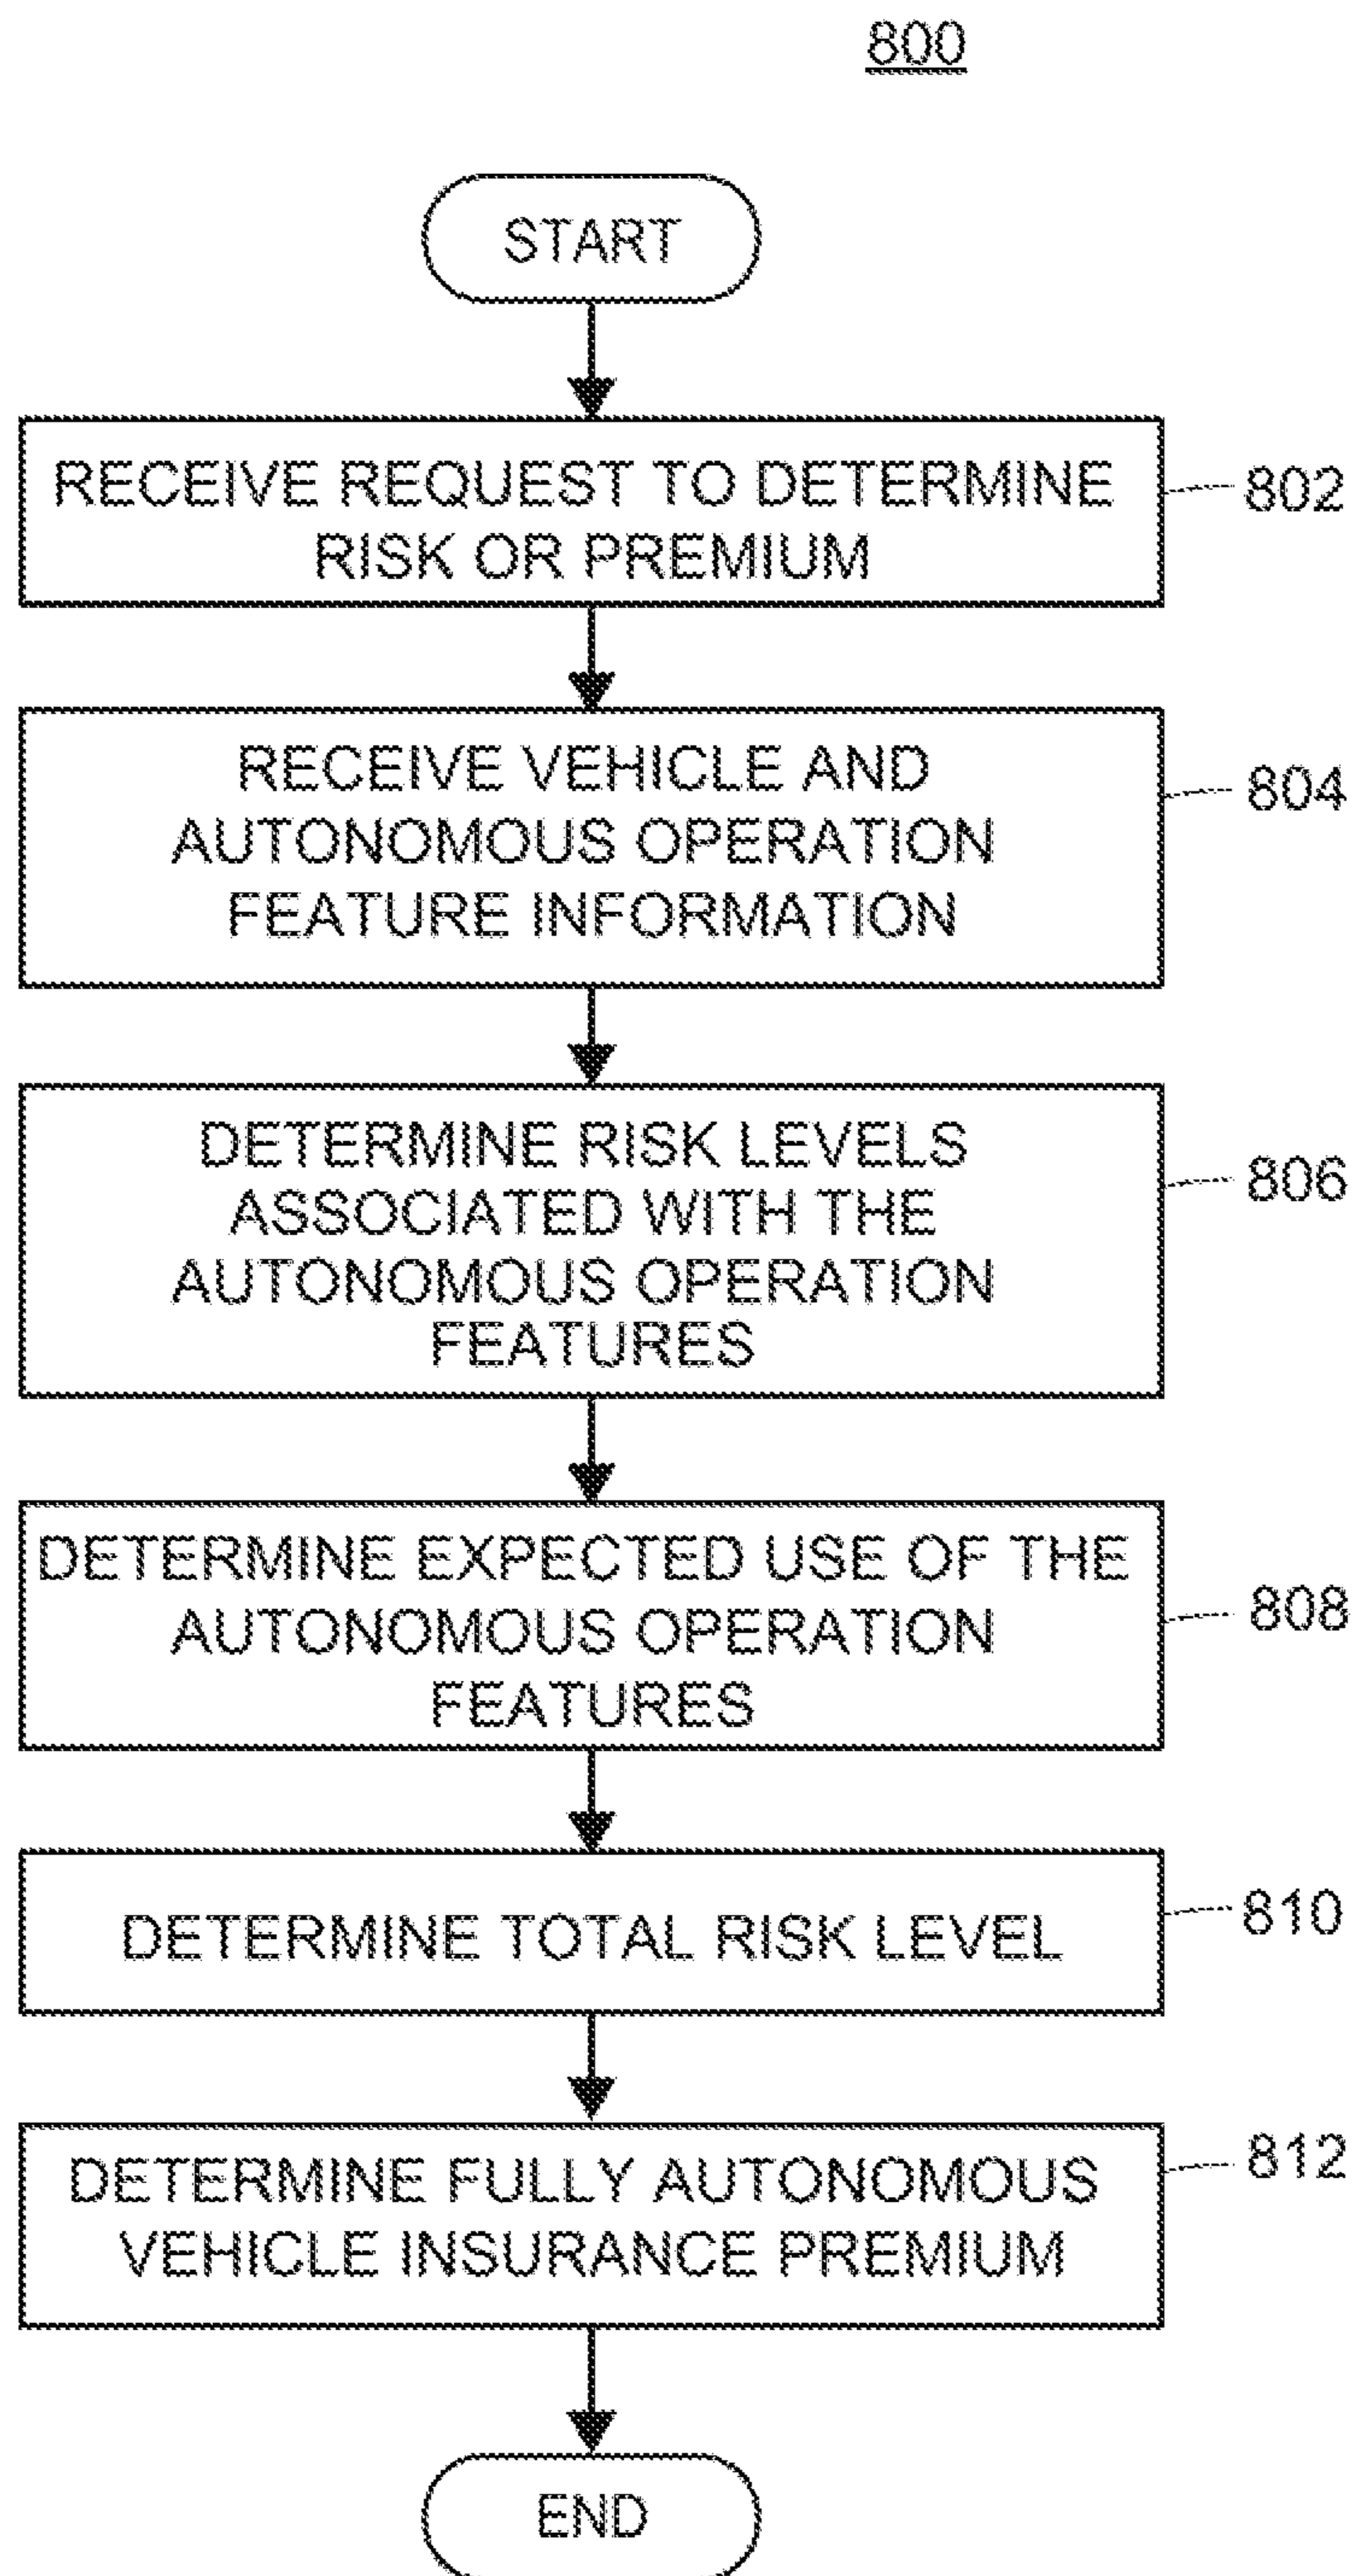 800
START
RECEIVE REQUEST TO DETERMINE
RISK OR PREMIUM
802
RECEIVE VEHICLE AND
AUTONOMOUS OPERATION
FEATURE INFORMATION
804
DETERMINE RISK LEVELS
ASSOCIATED WITH THE
AUTONOMOUS OPERATION
FEATURES
806
DETERMINE EXPECTED USE OF THE
AUTONOMOUS OPERATION
FEATURES
808
DETERMINE TOTAL RISK LEVEL
810
DETERMINE FULLY AUTONOMOUS
VEHICLE INSURANCE PREMIUM
812
END